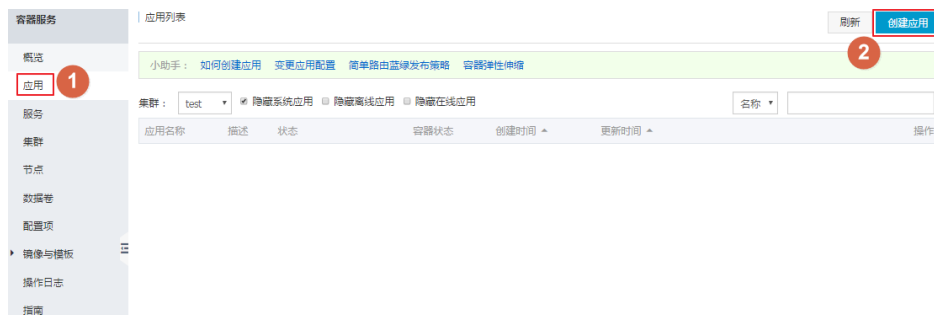 容器服务
应用列表
刷新
创建应用
2
概览
小助手： 如何创建应用 变更应用配置 简单路由蓝绿发布策略 容器弹性伸缩
应用
1
集群： test 隐藏系统应用 隐藏离线应用 隐藏在线应用 名称
服务
应用名称 描述 状态 容器状态 创建时间 更新时间 操作
集群
节点
数据卷
配置项
镜像与模板
操作日志
指南